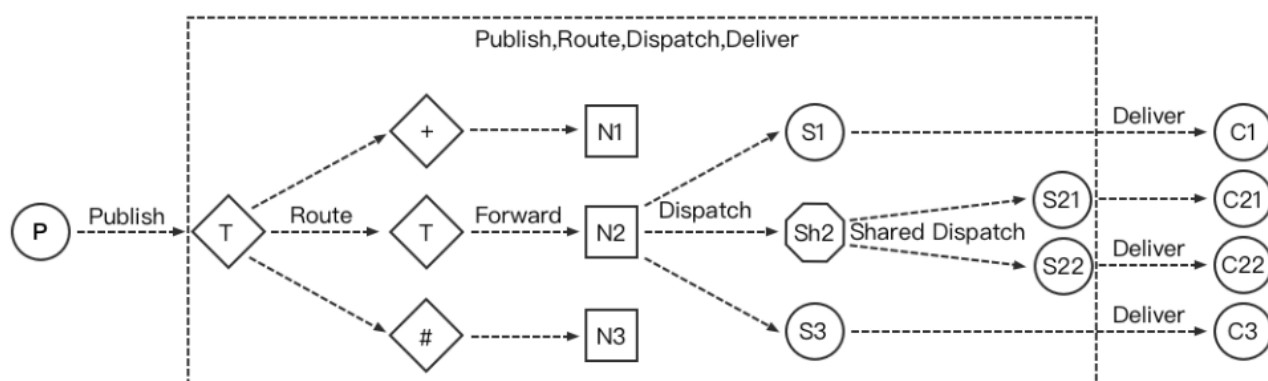 Publish,Route,Dispatch,Deliver
+
N1
S1
Deliver
C1
P
Publish
T
Route
T
Forward
N2
Dispatch
Sh2
Shared Dispatch
S21
C21
S22
Deliver
C22
#
N3
S3
Deliver
C3